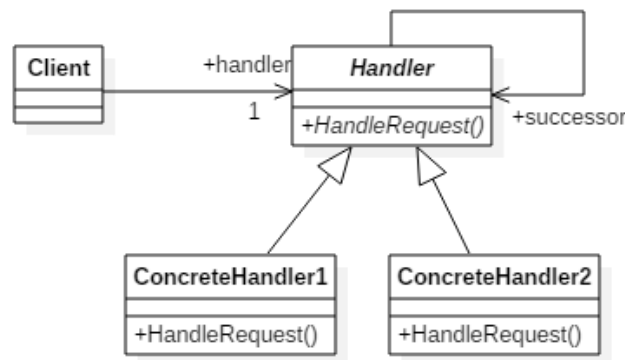 Client
+handler
1
Handler
+HandleRequest()
+successor
ConcreteHandler1
+HandleRequest()
ConcreteHandler2
+HandleRequest()